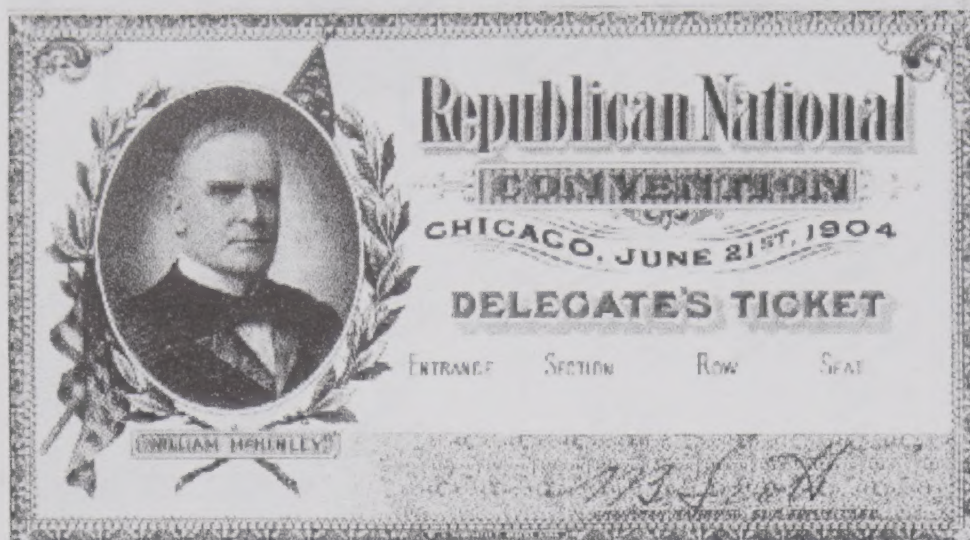 Republican National
CONVENTION
CHICAGO, JUNE 21ST, 1904
DELEGATE'S TICKET
ENTRANCE SECTION ROW SEAT
WILLIAM McKINLEY